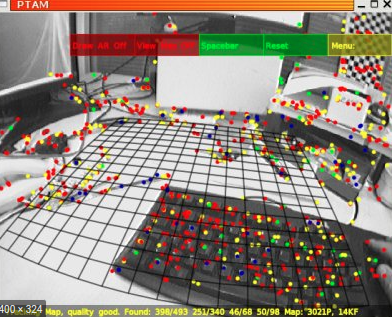 PTAM
Draw AR Off View Spacebar Reset Menu:
Map, quality good. Found: 398/493 251/340 46/68 50/98 Map: 3021P, 14KF
400 × 324